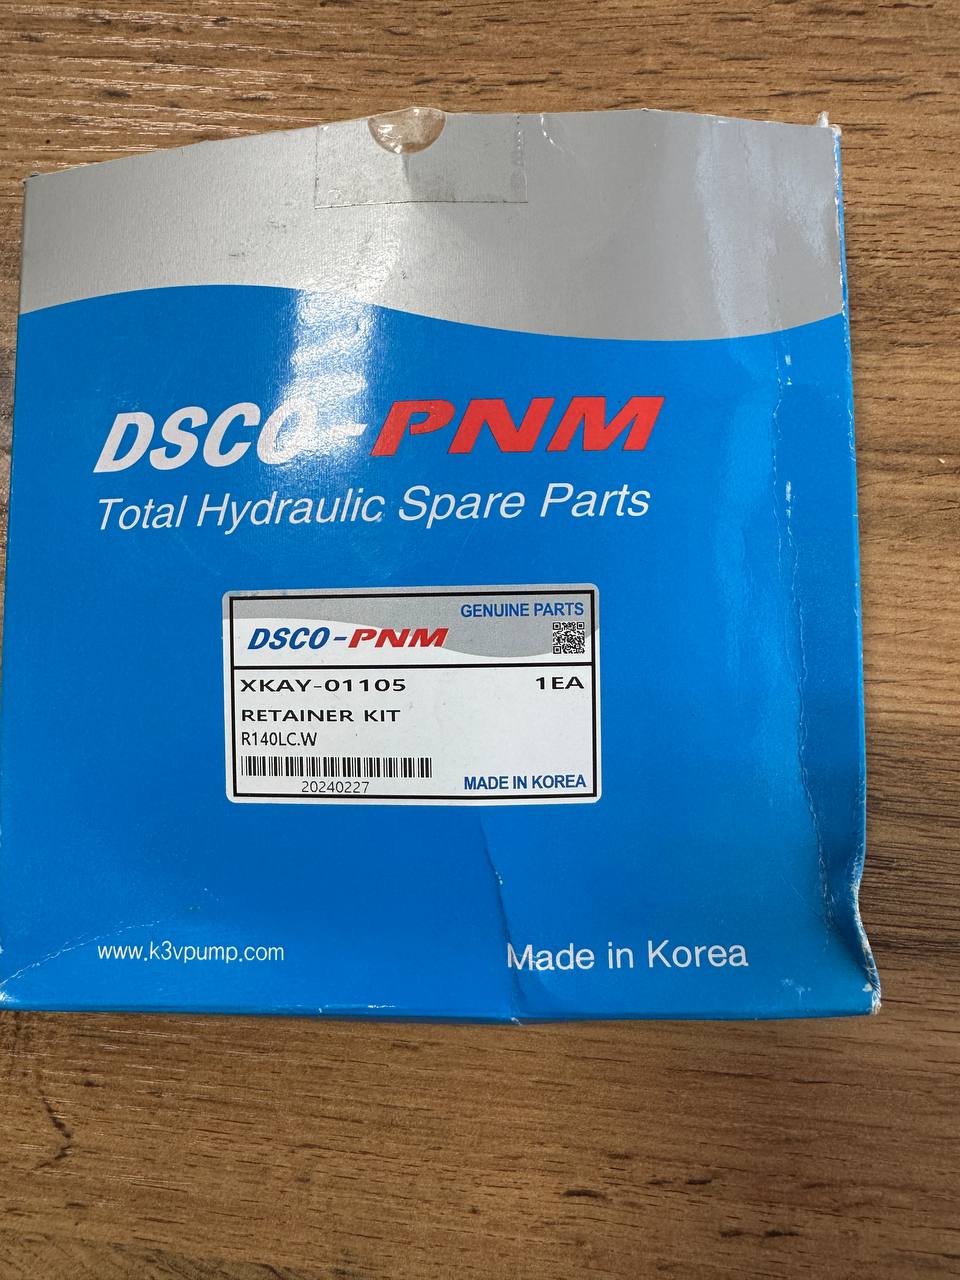 DSCO-PNM
Total Hydraulic Spare Parts
GENUINE PARTS
DSCO-PNM
XKAY-01105 1EA
RETAINER KIT
R140LC.W
20240227
MADE IN KOREA
www.k3vpump.com
Made in Korea